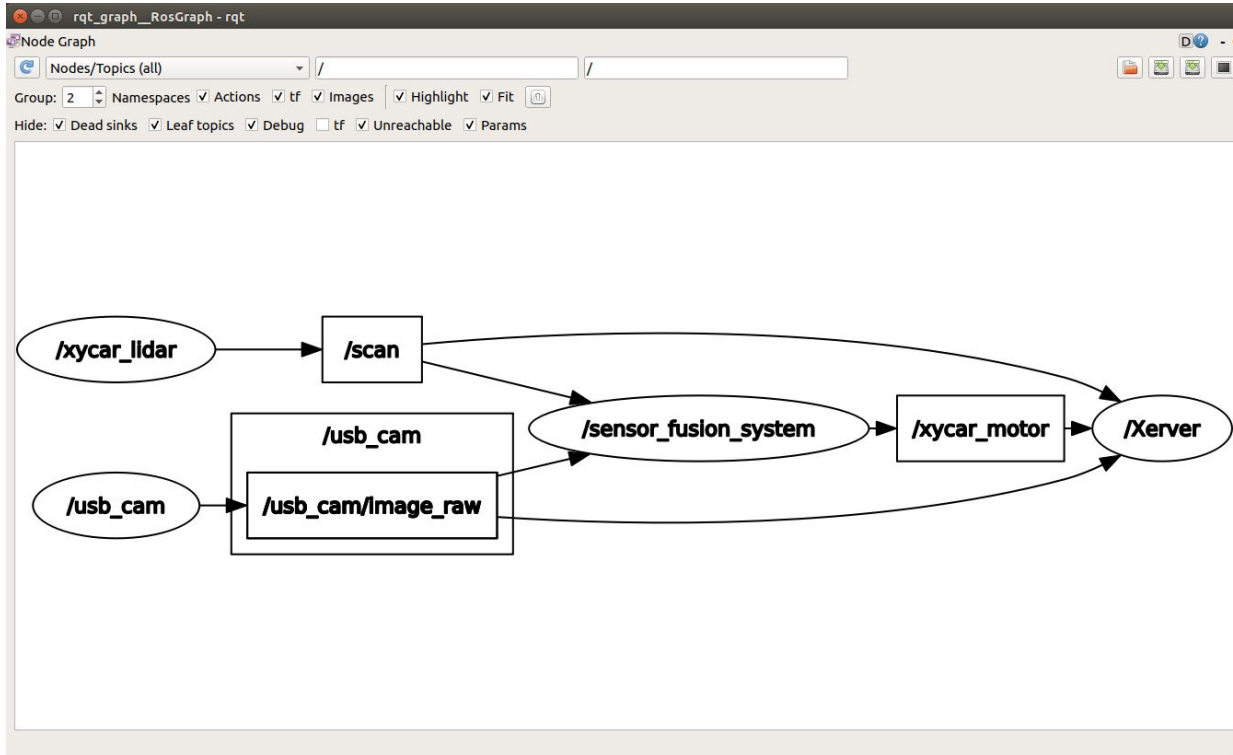 rqt_graph__RosGraph - rqt
Node Graph
D
-
Nodes/Topics (all)
/
/
Group: 2 Namespaces Actions tf Images Highlight Fit
Hide: Dead sinks Leaf topics Debug tf Unreachable Params
/xycar_lidar
/scan
/usb_cam
/sensor_fusion_system
/xycar_motor
/Xerver
/usb_cam
/usb_cam/image_raw